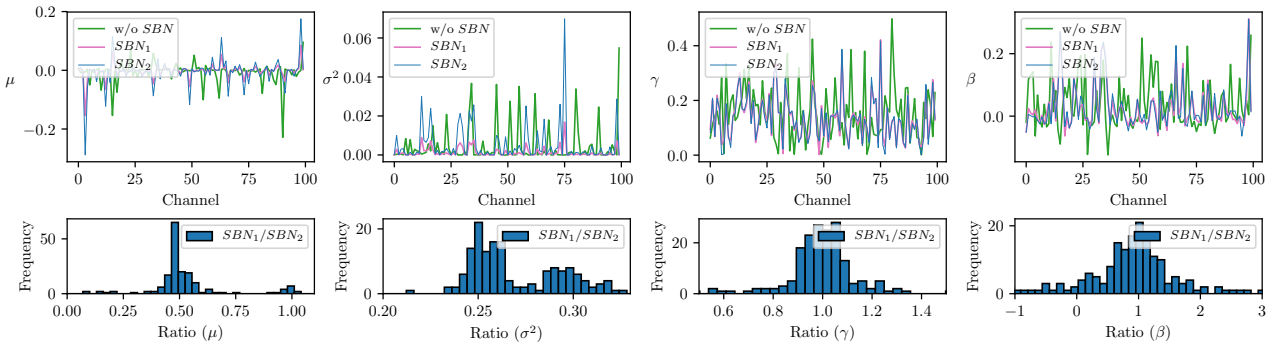 0.2
0.0
−0.2
μ
w/o SBN
SBN₁
SBN₂
0
25
50
75
100
Channel
0.06
0.04
0.02
0.00
σ²
w/o SBN
SBN₁
SBN₂
0
25
50
75
100
Channel
0.4
0.2
0.0
γ
w/o SBN
SBN₁
SBN₂
0
25
50
75
100
Channel
0.2
0.0
β
w/o SBN
SBN₁
SBN₂
0
25
50
75
100
Channel
Frequency
50
0
SBN₁/SBN₂
0.00
0.25
0.50
0.75
1.00
Ratio (μ)
Frequency
20
0
SBN₁/SBN₂
0.20
0.25
0.30
Ratio (σ²)
Frequency
20
0
SBN₁/SBN₂
0.6
0.8
1.0
1.2
1.4
Ratio (γ)
Frequency
20
0
SBN₁/SBN₂
−1
0
1
2
3
Ratio (β)